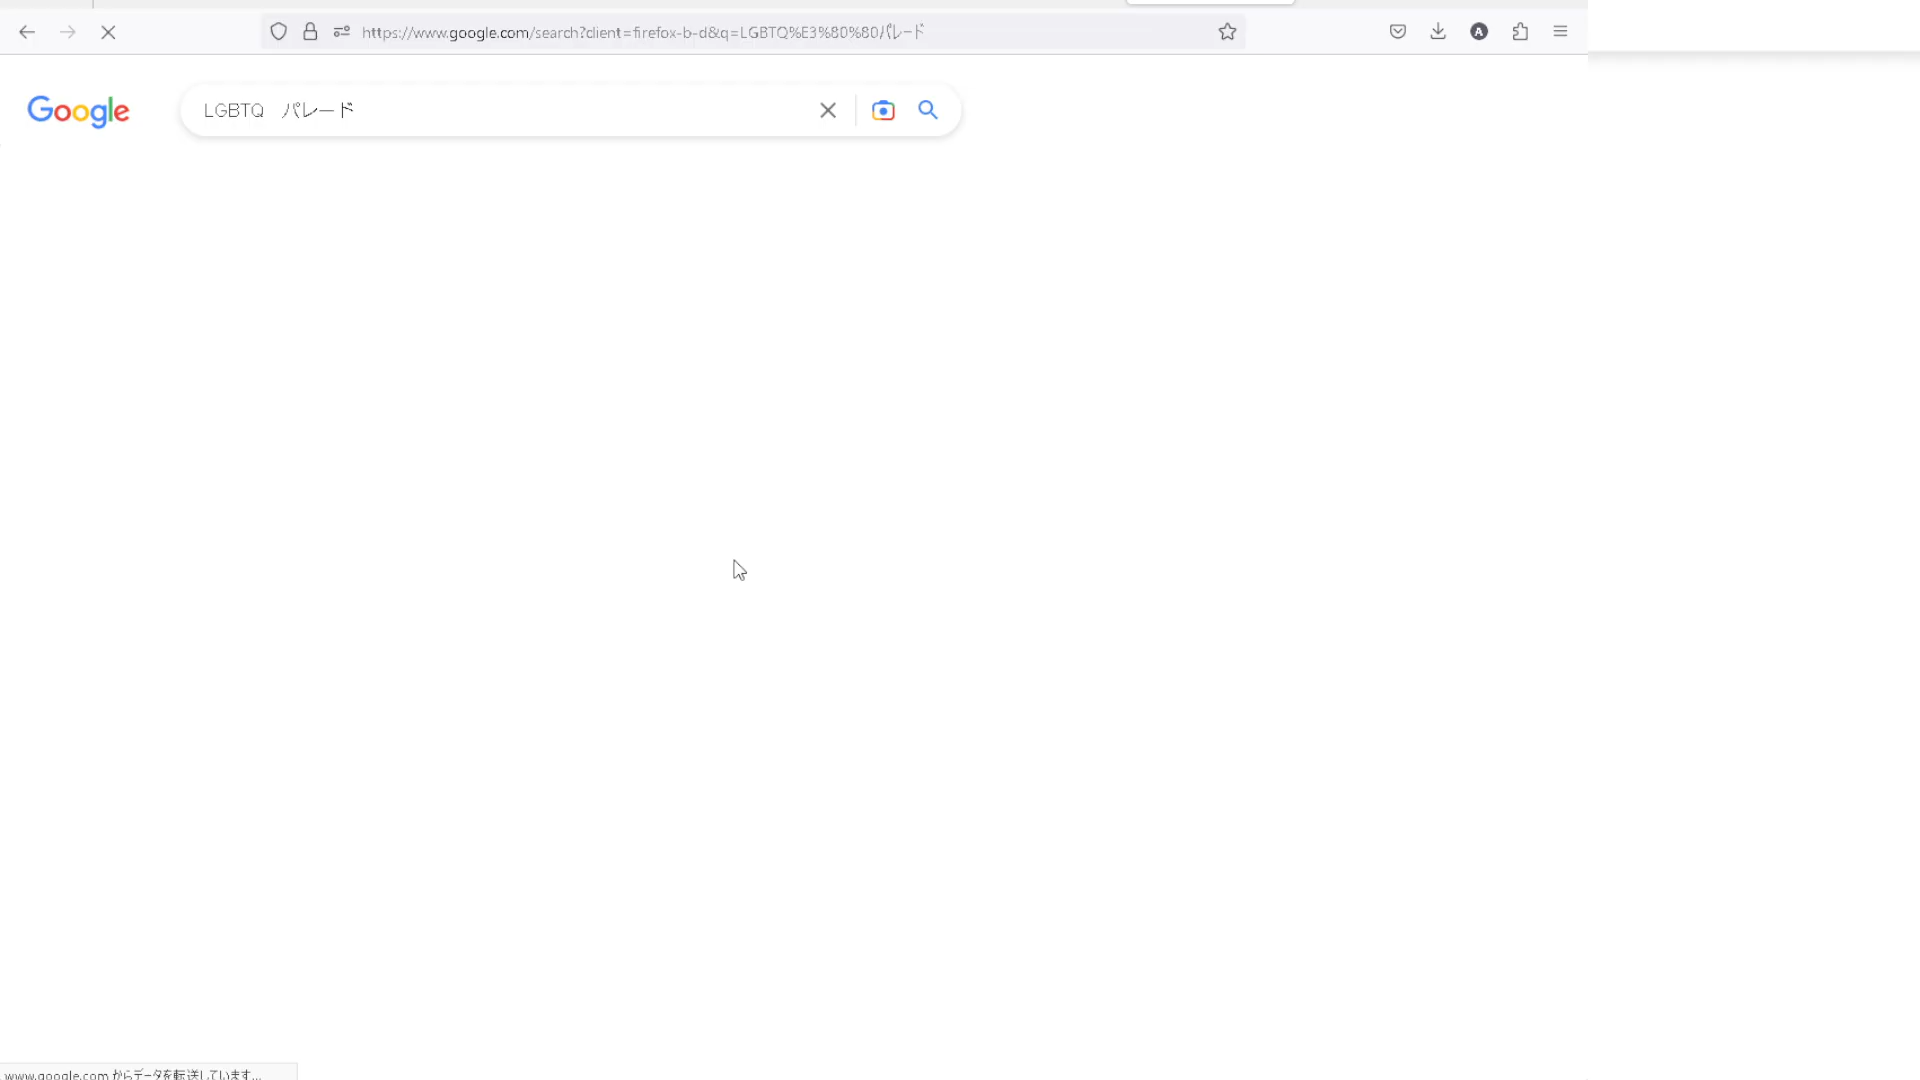 https://www.google.com/search?client=firefox-b-d&q=LGBTQ%E3%80%80パレード
A
Google
LGBTQ　パレード
www.google.com からデータを転送しています...